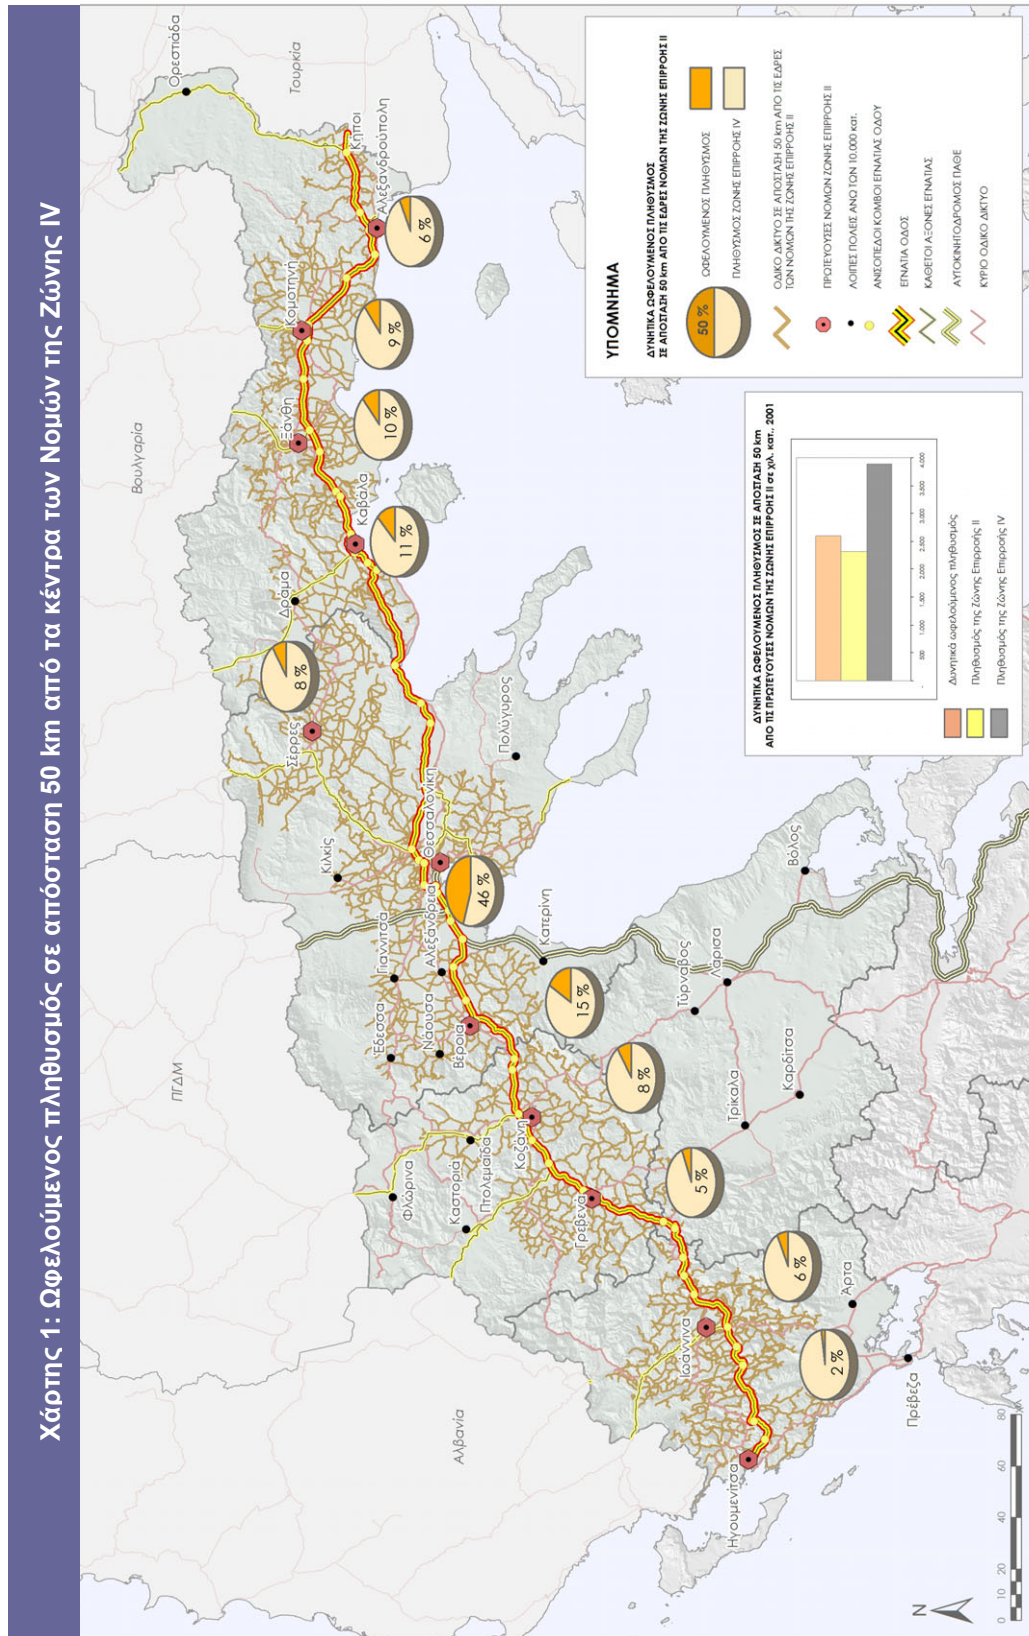 Χάρτης 1: Ωφελούμενος πληθυσμός σε απόσταση 50 km από τα κέντρα των Νομών της Ζώνης IV
Βουλγαρία
Τουρκία
ΠΓΔΜ
Αλβανία
Ορεστιάδα
Κήποι
Αλεξανδρούπολη
6 %
Κομοτηνή
9 %
Ξάνθη
10 %
Καβάλα
11 %
Δράμα
8 %
Σέρρες
Πολύγυρος
Θεσσαλονίκη
46 %
Κιλκίς
Γιαννιτσά
Αλεξάνδρεια
Έδεσσα
Νάουσα
Βέροια
15 %
Κατερίνη
8 %
Κοζάνη
Φλώρινα
Καστοριά
Πτολεμαΐδα
Γρεβενά
5 %
Τύρναβος
Λάρισα
Βόλος
Τρίκαλα
Καρδίτσα
6 %
Ιωάννινα
2 %
Άρτα
Πρέβεζα
Ηγουμενίτσα
ΥΠΟΜΝΗΜΑ
ΔΥΝΗΤΙΚΑ ΩΦΕΛΟΥΜΕΝΟΣ ΠΛΗΘΥΣΜΟΣ
ΣΕ ΑΠΟΣΤΑΣΗ 50 km ΑΠΟ ΤΙΣ ΕΔΡΕΣ ΝΟΜΩΝ ΤΗΣ ΖΩΝΗΣ ΕΠΙΡΡΟΗΣ II
50 %
ΩΦΕΛΟΥΜΕΝΟΣ ΠΛΗΘΥΣΜΟΣ
ΠΛΗΘΥΣΜΟΣ ΖΩΝΗΣ ΕΠΙΡΡΟΗΣ IV
ΟΔΙΚΟ ΔΙΚΤΥΟ ΣΕ ΑΠΟΣΤΑΣΗ 50 km ΑΠΟ ΤΙΣ ΕΔΡΕΣ
ΤΩΝ ΝΟΜΩΝ ΤΗΣ ΖΩΝΗΣ ΕΠΙΡΡΟΗΣ II
ΠΡΩΤΕΥΟΥΣΕΣ ΝΟΜΩΝ ΖΩΝΗΣ ΕΠΙΡΡΟΗΣ II
ΛΟΙΠΕΣ ΠΟΛΕΙΣ ΑΝΩ ΤΩΝ 10.000 κατ.
ΑΝΙΣΟΠΕΔΟΙ ΚΟΜΒΟΙ ΕΓΝΑΤΙΑΣ ΟΔΟΥ
ΕΓΝΑΤΙΑ ΟΔΟΣ
ΚΑΘΕΤΟΙ ΑΞΟΝΕΣ ΕΓΝΑΤΙΑΣ
ΑΥΤΟΚΙΝΗΤΟΔΡΟΜΟΣ ΠΑΘΕ
ΚΥΡΙΟ ΟΔΙΚΟ ΔΙΚΤΥΟ
ΔΥΝΗΤΙΚΑ ΩΦΕΛΟΥΜΕΝΟΣ ΠΛΗΘΥΣΜΟΣ ΣΕ ΑΠΟΣΤΑΣΗ 50 km
ΑΠΟ ΤΙΣ ΠΡΩΤΕΥΟΥΣΕΣ ΝΟΜΩΝ ΤΗΣ ΖΩΝΗΣ ΕΠΙΡΡΟΗΣ II σε χιλ. κατ., 2001
- 500 1.000 1.500 2.000 2.500 3.000 3.500 4.000
Δυνητικά ωφελούμενος πληθυσμός
Πληθυσμός της Ζώνης Επιρροής II
Πληθυσμός της Ζώνης Επιρροής IV
N
0 10 20 40 60 80